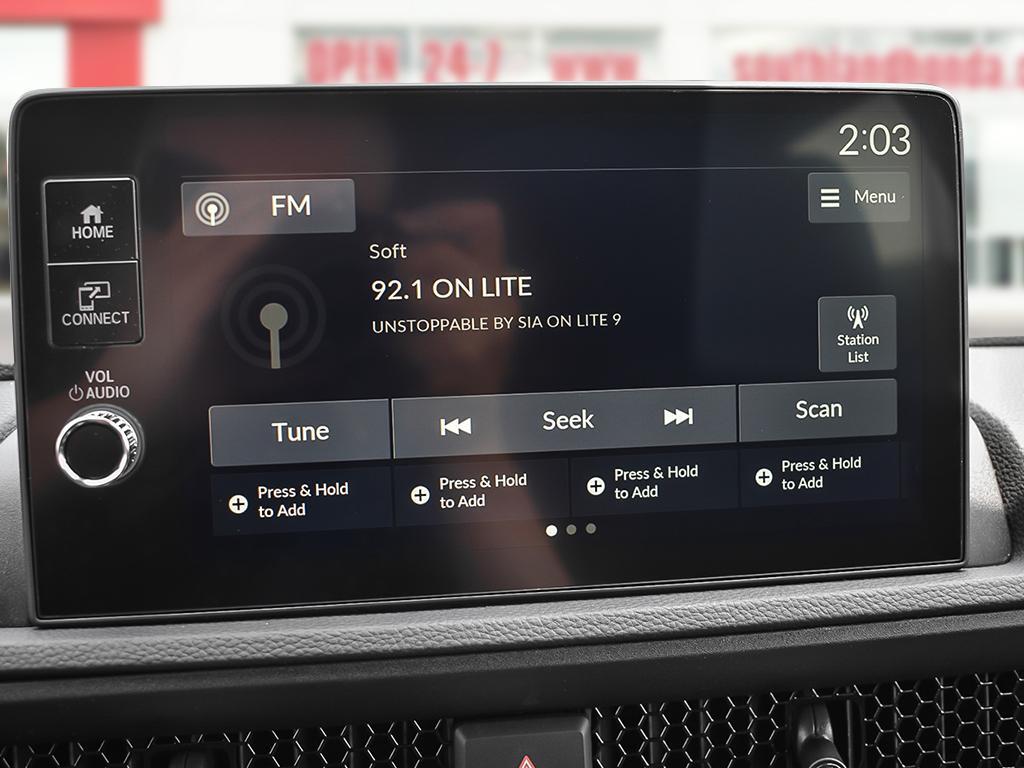 OPEN 24-7 www southlandhonda.c
2:03
FM
Menu
HOME
Soft
92.1 ON LITE
CONNECT
UNSTOPPABLE BY SIA ON LITE 9
Station
List
VOL
AUDIO
Tune
Seek
Scan
Press & Hold
to Add
Press & Hold
to Add
Press & Hold
to Add
Press & Hold
to Add